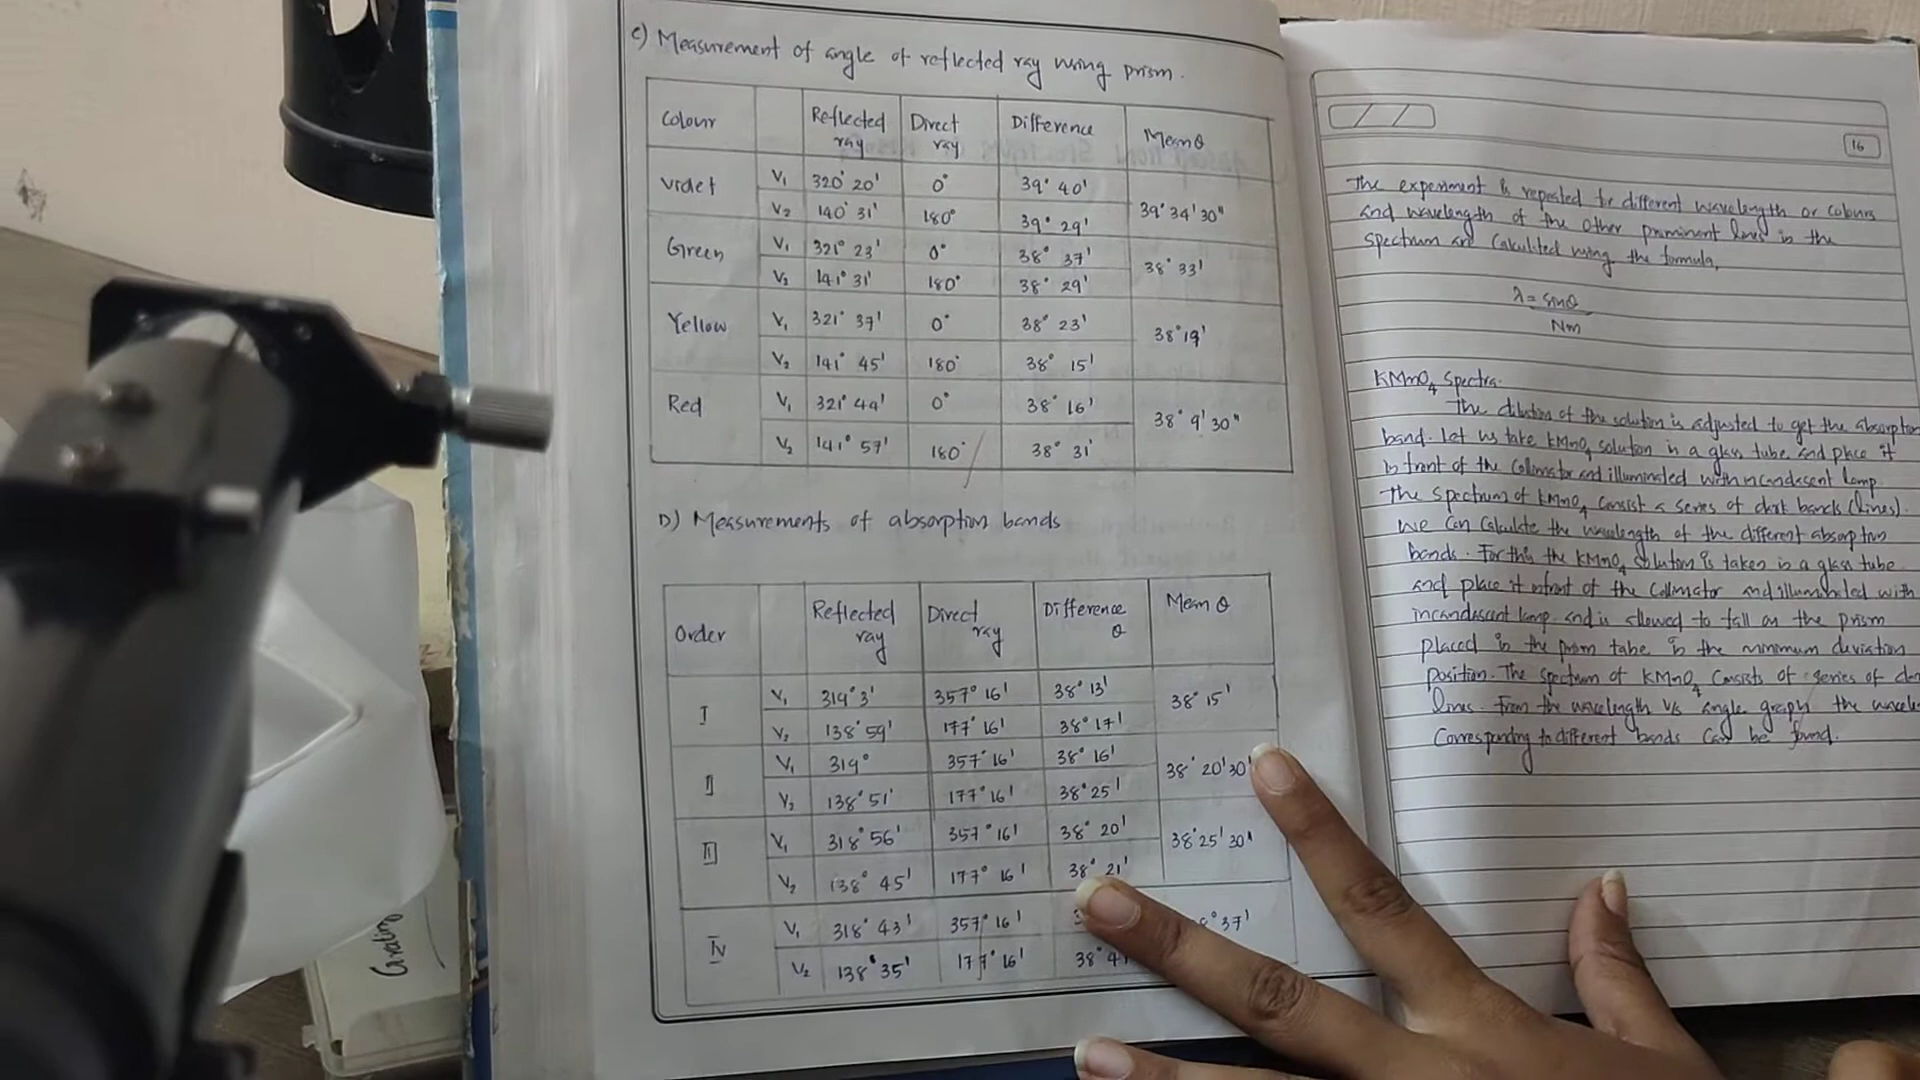 C) Measurement of angle of reflected ray using prism.
Colour Reflected ray Direct ray Difference Mean θ
Violet V₁ 320° 20' 0° 39° 40' 39° 34' 30"
V₂ 140° 31' 180° 39° 29'
Green V₁ 321° 23' 0° 38° 37' 38° 33'
V₂ 141° 31' 180° 38° 29'
Yellow V₁ 321° 37' 0° 38° 23' 38° 19'
V₂ 141° 45' 180° 38° 15'
Red V₁ 321° 44' 0° 38° 16' 38° 9' 30"
V₂ 141° 57' 180° 38° 31'
D) Measurements of absorption bands
Order Reflected ray Direct ray Difference θ Mean θ
I V₁ 319° 3' 357° 16' 38° 13' 38° 15'
V₂ 138° 59' 177° 16' 38° 17'
II V₁ 319° 357° 16' 38° 16' 38° 20' 30
V₂ 138° 51' 177° 16' 38° 25'
III V₁ 318° 56' 357° 16' 38° 20' 38° 25' 30"
V₂ 138° 45' 177° 16' 38° 21'
IV V₁ 318° 43' 357° 16' 37'
V₂ 138° 35' 177° 16' 38°
16
The experiment is repeated for different wavelength or colours
and wavelength of the other prominent lines in the
spectrum are calculited using the formula,
λ = sinθ
Nm
KMnO₄ Spectra.
The dilution of the solution is adjusted to get the absorption
band. Let us take KMnO₄ solution in a glass tube and place it
in front of the collimator and illuminated with incandescent lamp.
The spectrum of KMnO₄ consist a series of dark bands (lines).
we can calculate the wavelength of the different absorption
bands. For this the KMnO₄ solution is taken in a glass tube
and place it infront of the collimator and illuminated with
incandescent lamp and is allowed to fall on the prism
placed in the prism table in the minimum deviation
position. The spectrum of KMnO₄ consists of series of
lines. From the wavelength vs angle graph the
corresponding to different bands can be found.
Grating